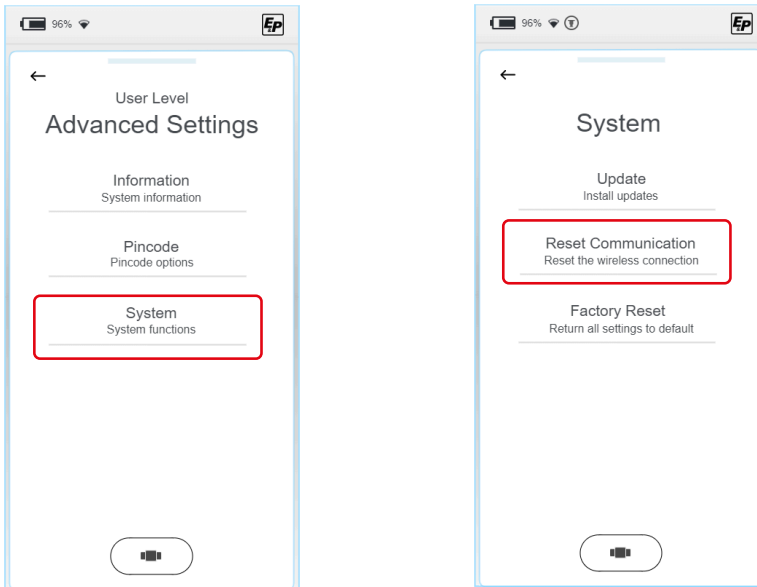 96%
EP
User Level
Advanced Settings
Information
System information
Pincode
Pincode options
System
System functions
96% T
EP
System
Update
Install updates
Reset Communication
Reset the wireless connection
Factory Reset
Return all settings to default